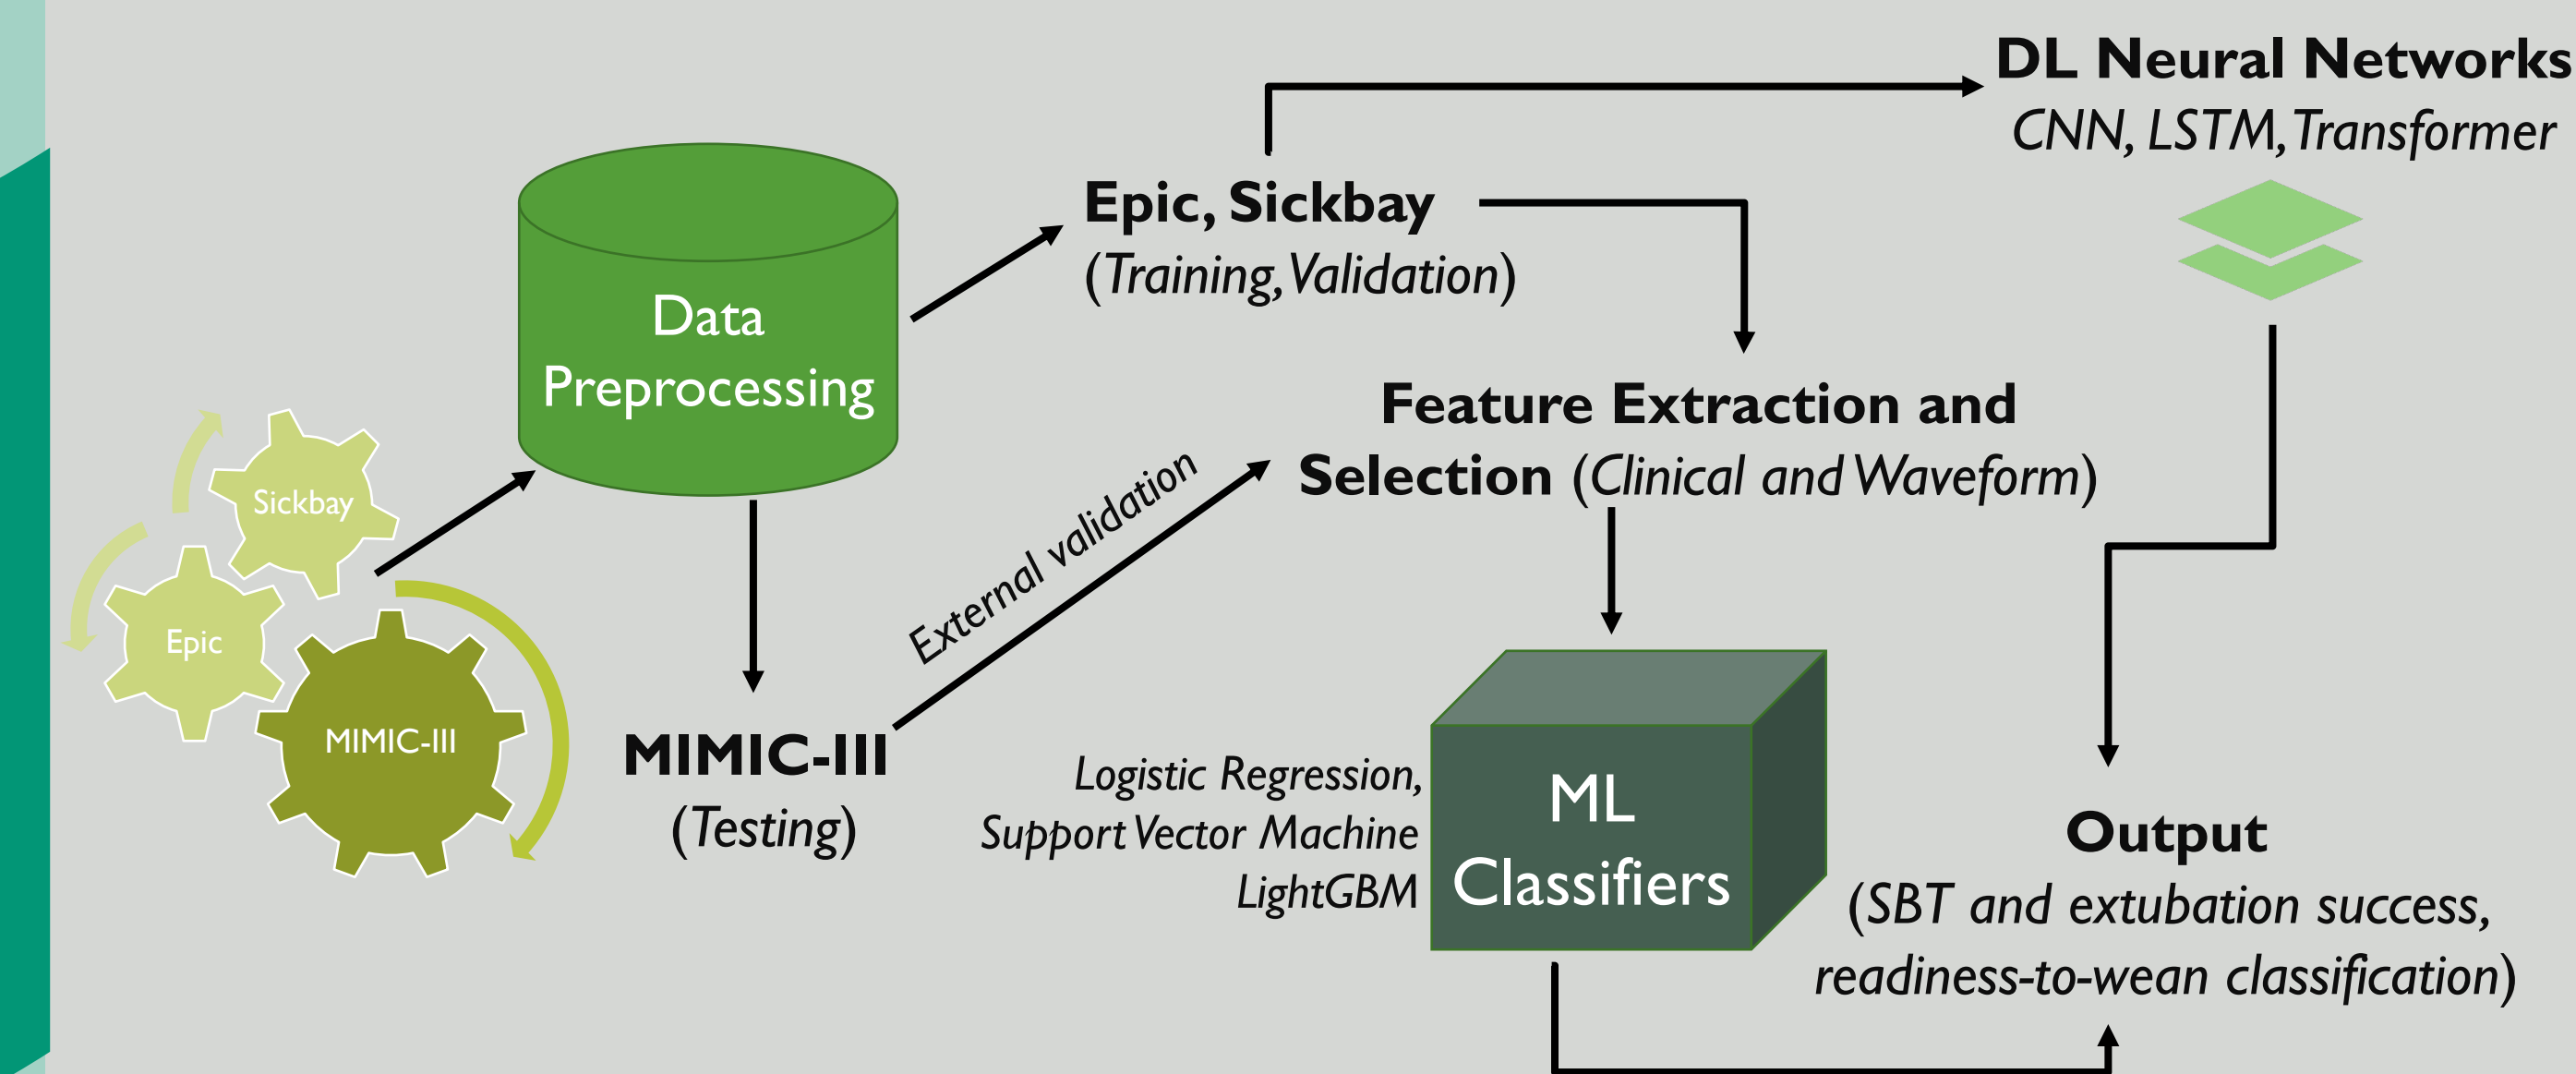 DL Neural Networks
CNN, LSTM, Transformer
Epic, Sickbay
(Training, Validation)
Data
Preprocessing
Feature Extraction and
Selection (Clinical and Waveform)
Sickbay
Epic
MIMIC-III
External validation
MIMIC-III
(Testing)
Logistic Regression,
Support Vector Machine
LightGBM
ML
Classifiers
Output
(SBT and extubation success,
readiness-to-wean classification)